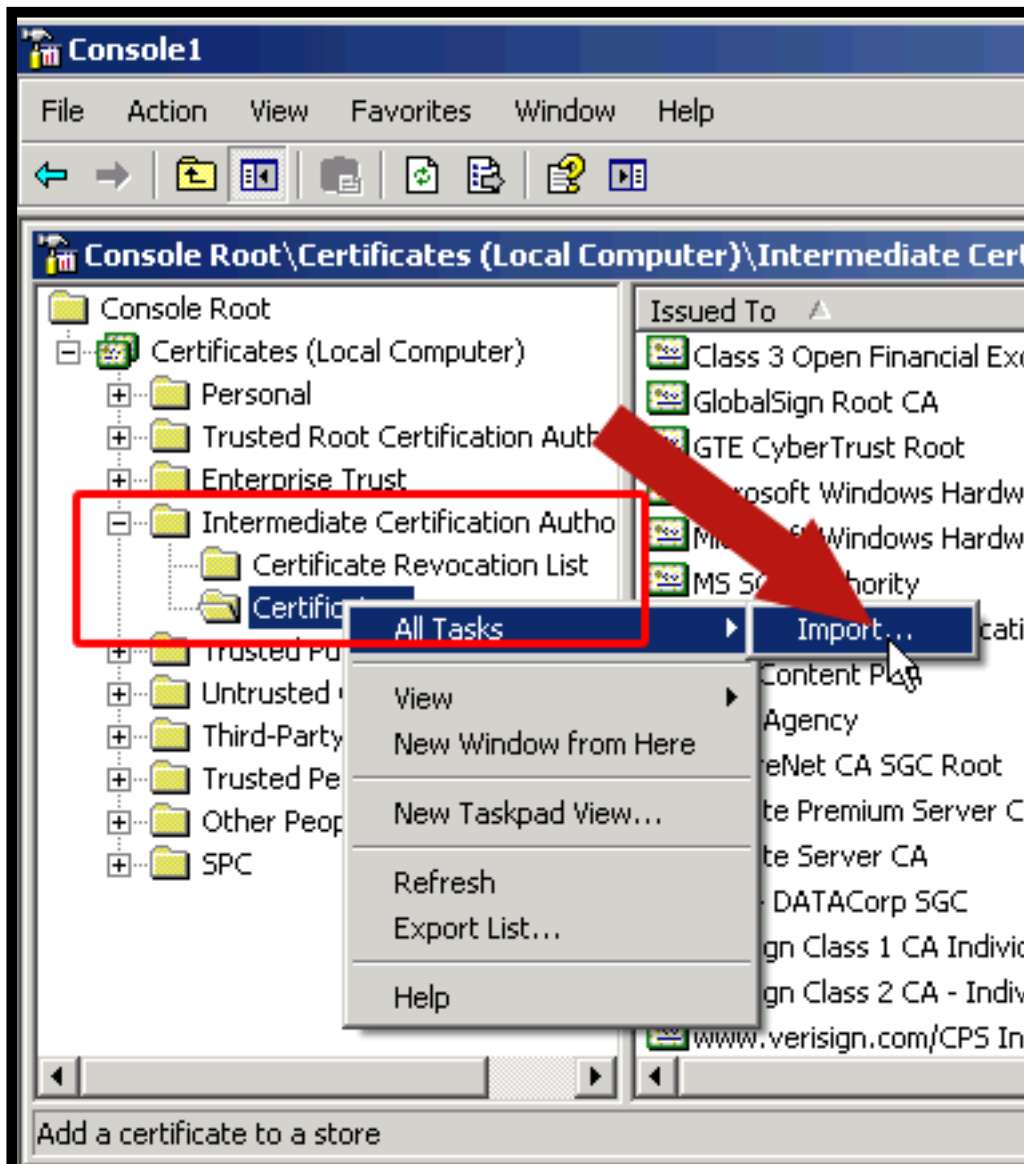 Console1
File Action View Favorites Window Help
Console Root\Certificates (Local Computer)\Intermediate Cert
Console Root
Certificates (Local Computer)
Personal
Trusted Root Certification Auth
Enterprise Trust
Intermediate Certification Autho
Certificate Revocation List
Certific
Trusted Pu
Untrusted
Third-Party
Trusted Pe
Other Peop
SPC
All Tasks
View
New Window from Here
New Taskpad View...
Refresh
Export List...
Help
Import...
Issued To
Class 3 Open Financial Exc
GlobalSign Root CA
GTE CyberTrust Root
rosoft Windows Hardw
Windows Hardw
MS hority
cati
Content
Agency
eNet CA SGC Root
te Premium Server C
te Server CA
- DATACorp SGC
gn Class 1 CA Individ
gn Class 2 CA - Indiv
www.verisign.com/CPS In
Add a certificate to a store